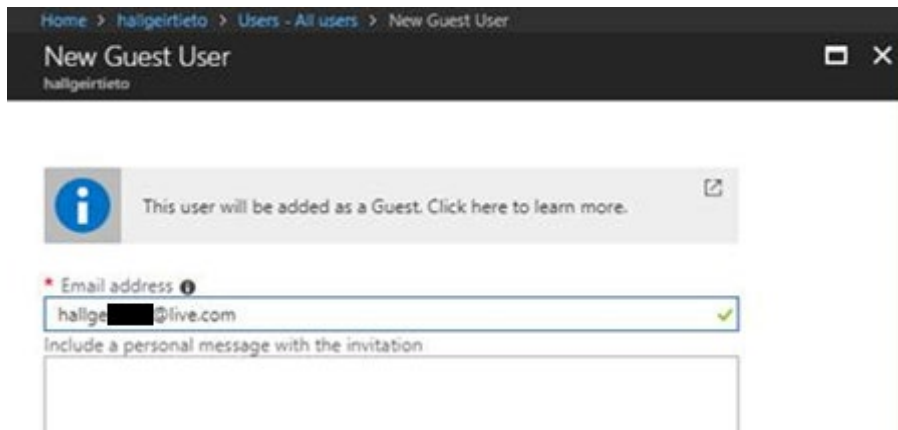 Home > hallgeirtieto > Users - All users > New Guest User
New Guest User
hallgeirtieto
This user will be added as a Guest. Click here to learn more.
* Email address
hallge @live.com
Include a personal message with the invitation